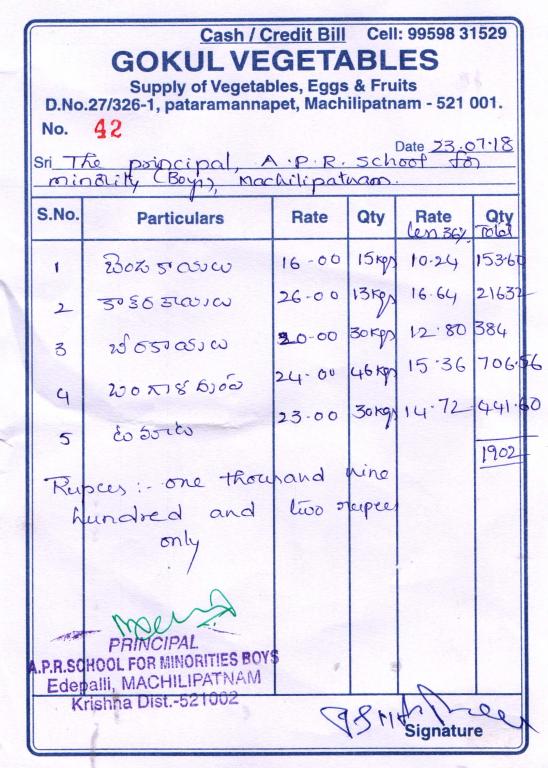 Cash / Credit Bill Cell: 99598 31529
GOKUL VEGETABLES
Supply of Vegetables, Eggs & Fruits
D.No.27/326-1, pataramannapet, Machilipatnam - 521 001.
No. 42
Date 23.07.18
Sri The principal, A.P.R. School for
minority (Boys), Machilipatnam.
S.No. Particulars Rate Qty Rate Qty
Len 36% Total
1 బెండకాయలు 16-00 15kgs 10-24 153.60
2 కాకరకాయలు 26-00 13kgs 16.64 21632
3 బీరకాయలు 20-00 30kgs 12.80 384
4 బంగాళదుంప 24-00 46kgs 15.36 706.56
5 టమాటు 23-00 30kgs 14.72 441.60
1902
Rupees :- one thousand nine
hundred and two rupees
only
PRINCIPAL
A.P.R.SCHOOL FOR MINORITIES BOYS
Edepalli, MACHILIPATNAM
Krishna Dist.-521002
Signature